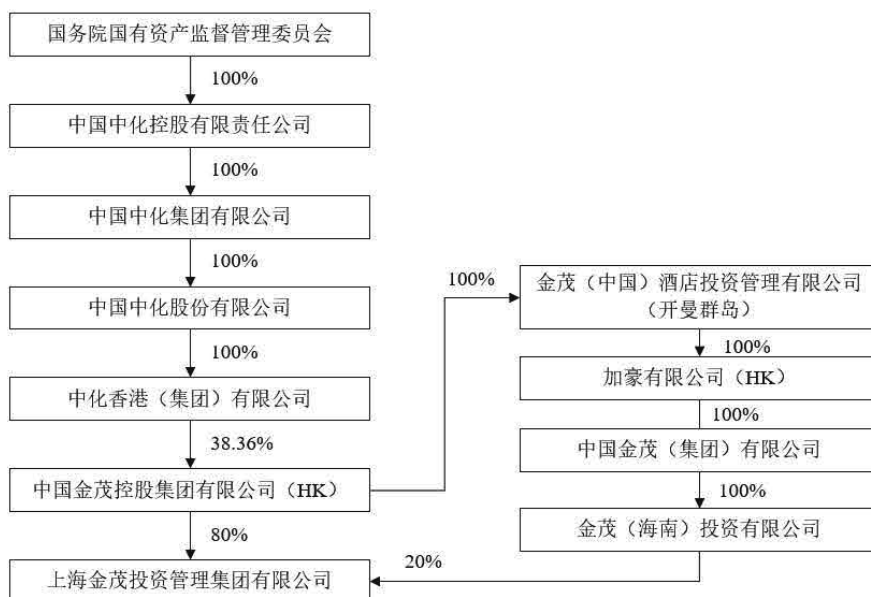 国务院国有资产监督管理委员会
100%
中国中化控股有限责任公司
100%
中国中化集团有限公司
100%
中国中化股份有限公司
100%
中化香港（集团）有限公司
38.36%
中国金茂控股集团有限公司（HK）
80%
上海金茂投资管理集团有限公司
100%
金茂（中国）酒店投资管理有限公司
（开曼群岛）
100%
加豪有限公司（HK）
100%
中国金茂（集团）有限公司
100%
金茂（海南）投资有限公司
20%